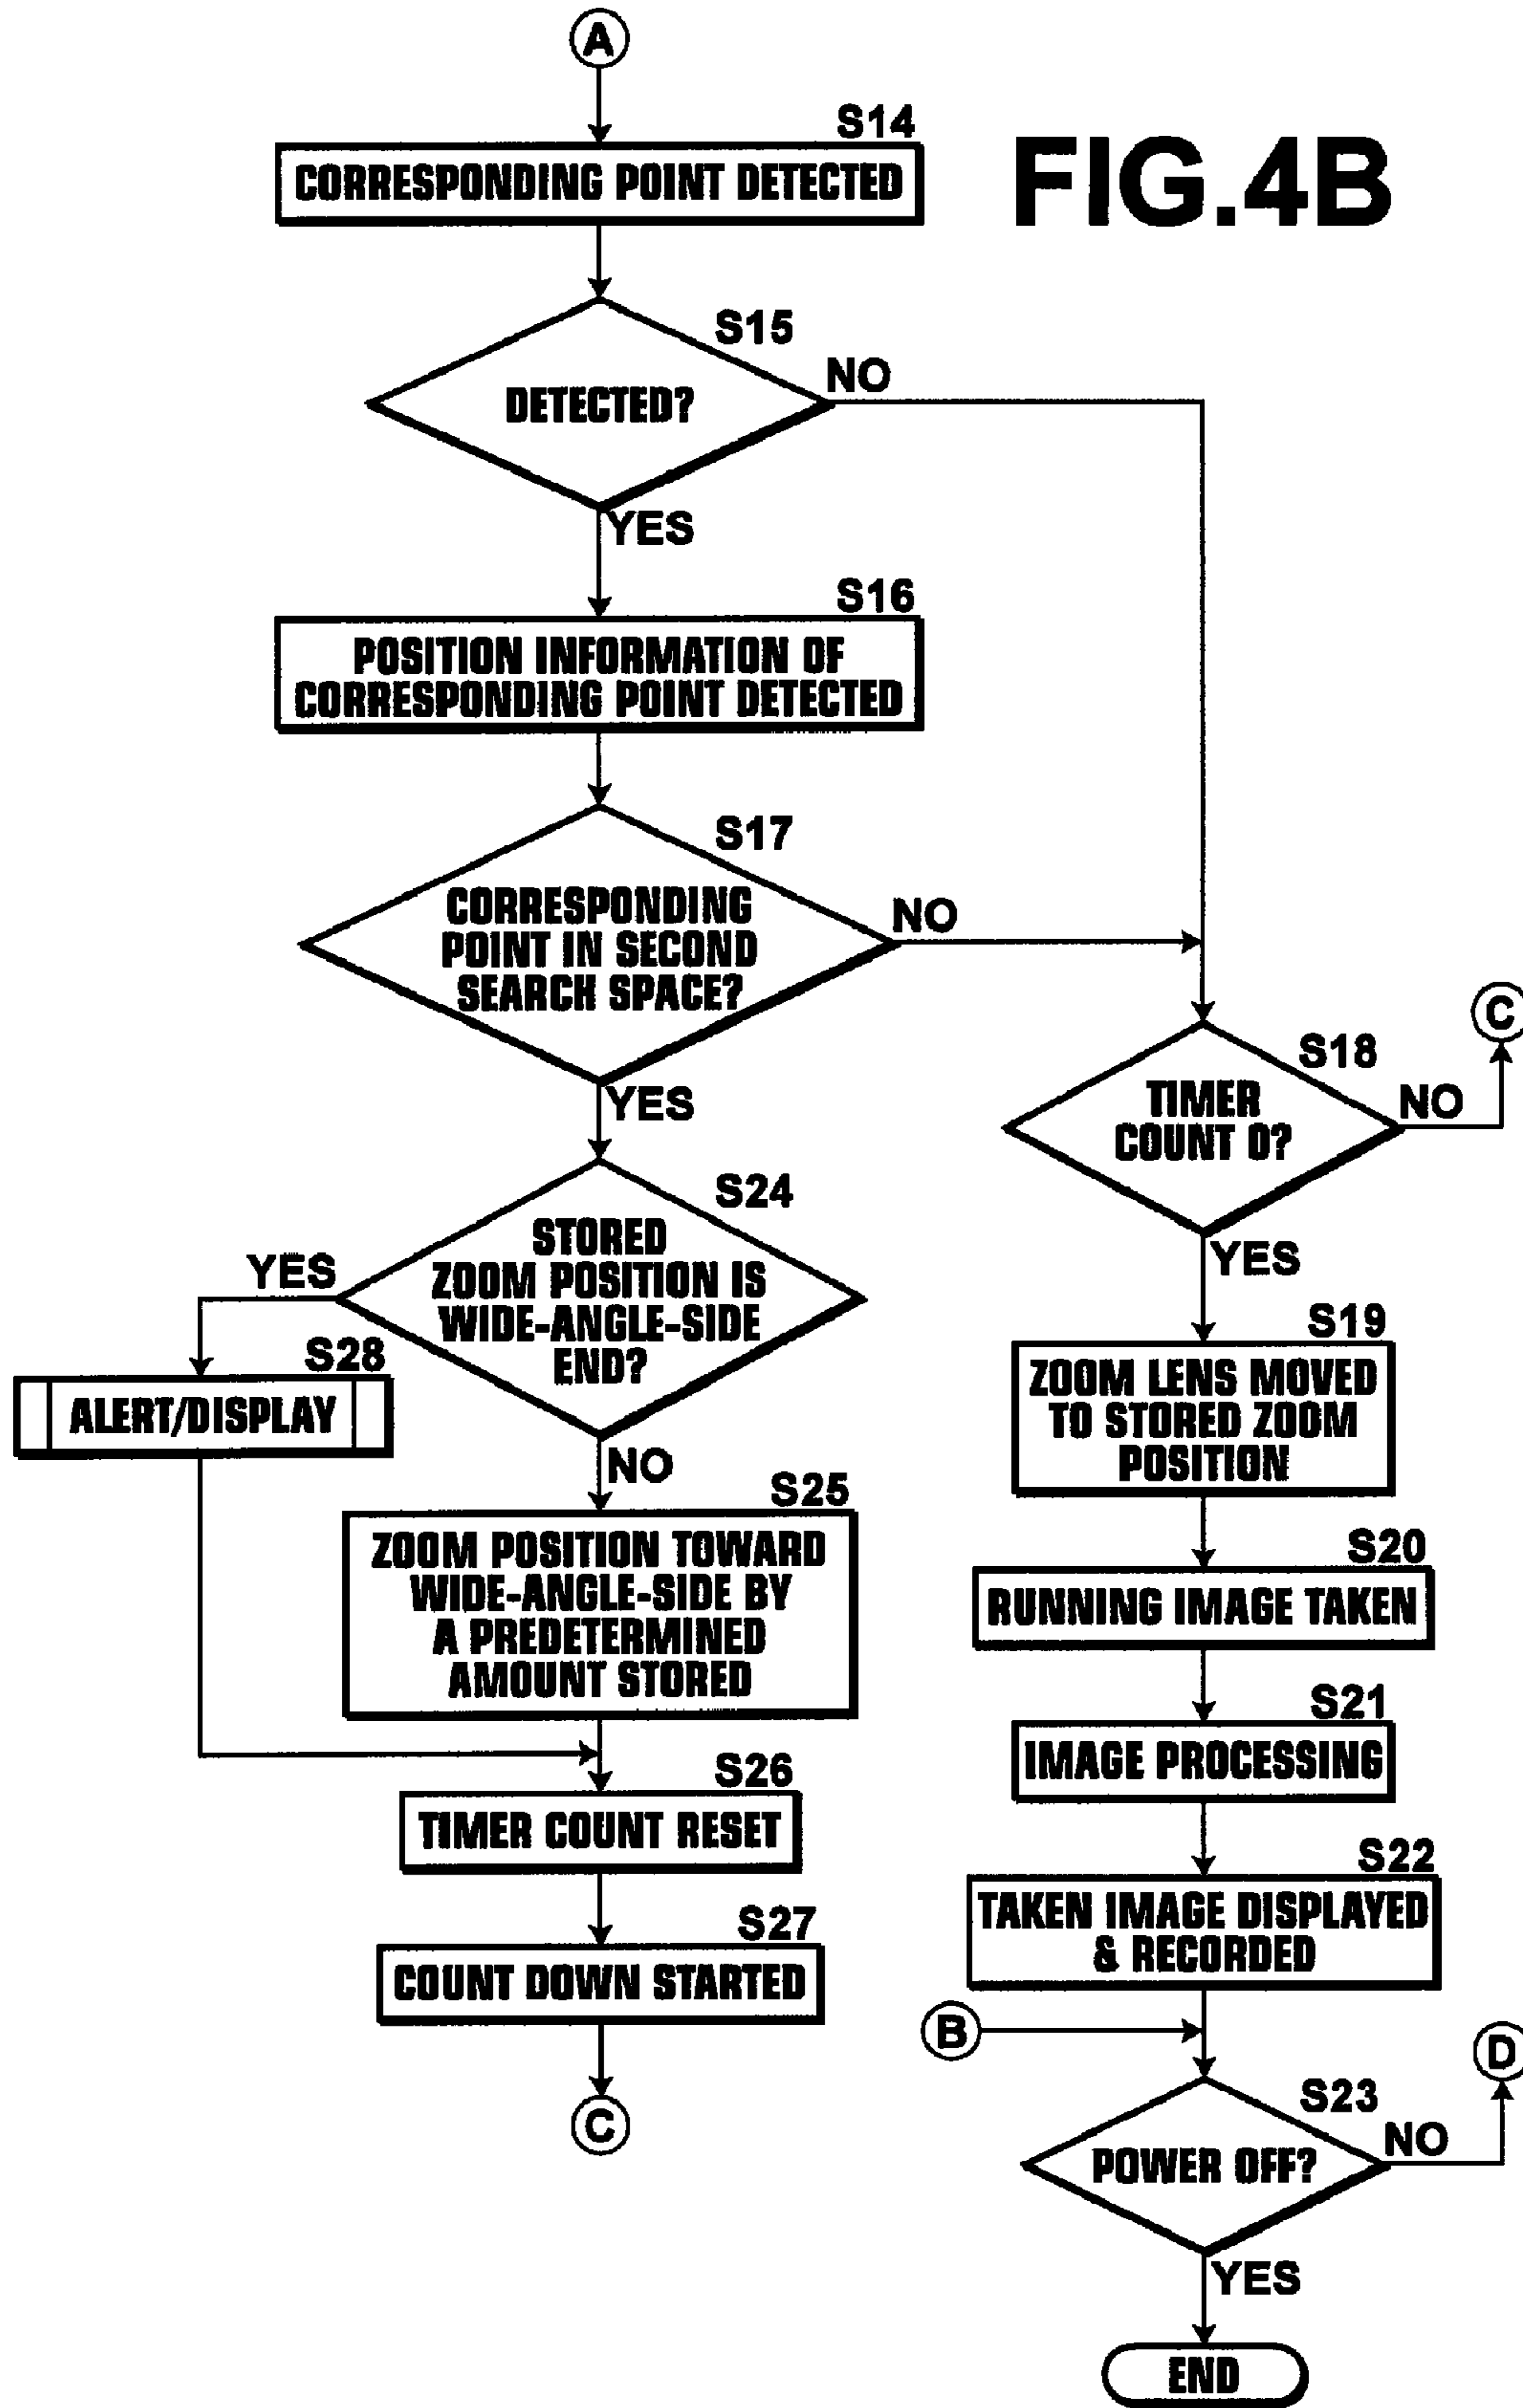 A
S14
FIG.4B
CORRESPONDING POINT DETECTED
S15
DETECTED?
NO
YES
S16
POSITION INFORMATION OF
CORRESPONDING POINT DETECTED
S17
CORRESPONDING
POINT IN SECOND
SEARCH SPACE?
NO
YES
C
S18
TIMER
COUNT 0?
NO
YES
S24
STORED
ZOOM POSITION IS
WIDE-ANGLE-SIDE
END?
YES
NO
S28
ALERT/DISPLAY
S25
ZOOM POSITION TOWARD
WIDE-ANGLE-SIDE BY
A PREDETERMINED
AMOUNT STORED
S26
TIMER COUNT RESET
S27
COUNT DOWN STARTED
C
S19
ZOOM LENS MOVED
TO STORED ZOOM
POSITION
S20
RUNNING IMAGE TAKEN
S21
IMAGE PROCESSING
S22
TAKEN IMAGE DISPLAYED
& RECORDED
B
D
S23
POWER OFF?
NO
YES
END